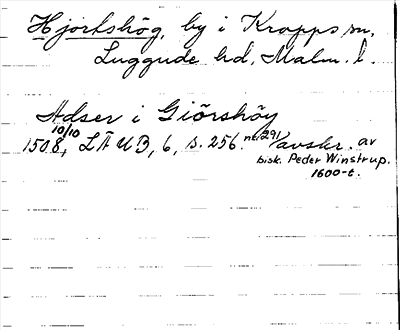 Hjortshög, by i Kropps sn,
Luggude hd, Malm. l.
Adser i Giörshöy
10/10
1508, LÄUB, 6, s. 256. nr 291/avskr. av
bisk. Peder Winstrup.
1600-t.